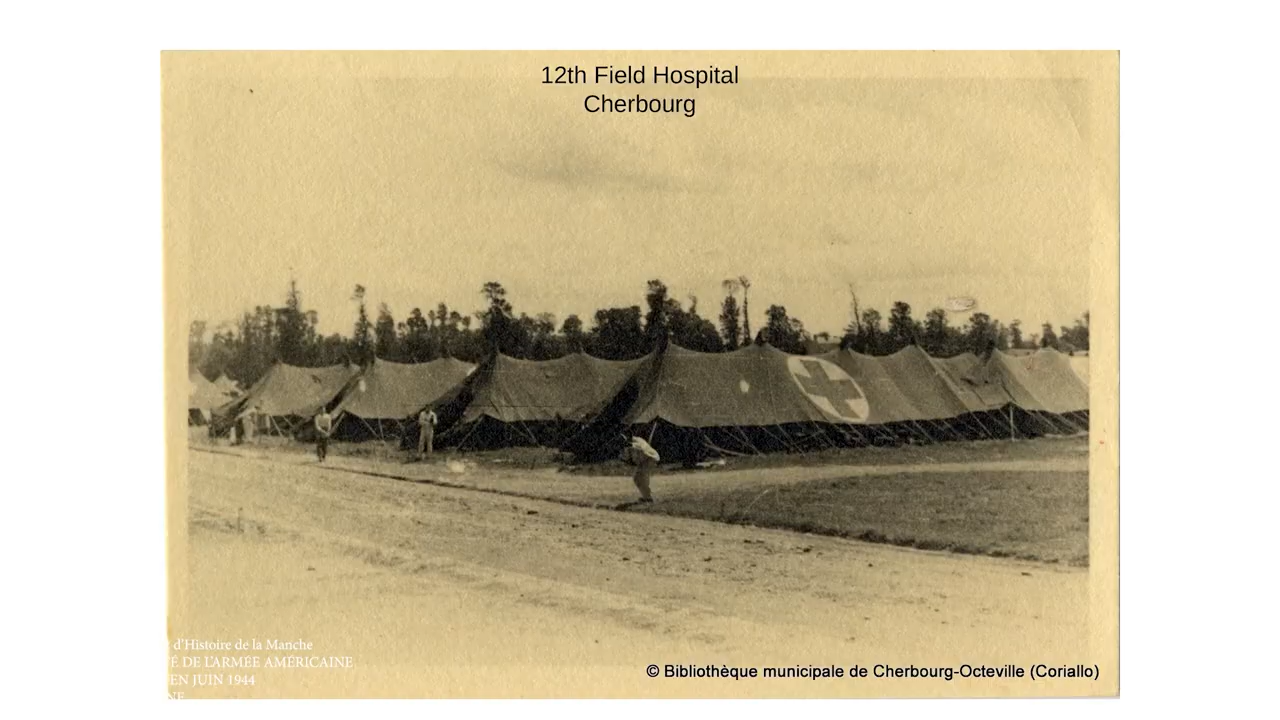 12th Field Hospital
Cherbourg
d'Histoire de la Manche
É DE L'ARMÉE AMÉRICAINE
EN JUIN 1944
NE
© Bibliothèque municipale de Cherbourg-Octeville (Coriallo)